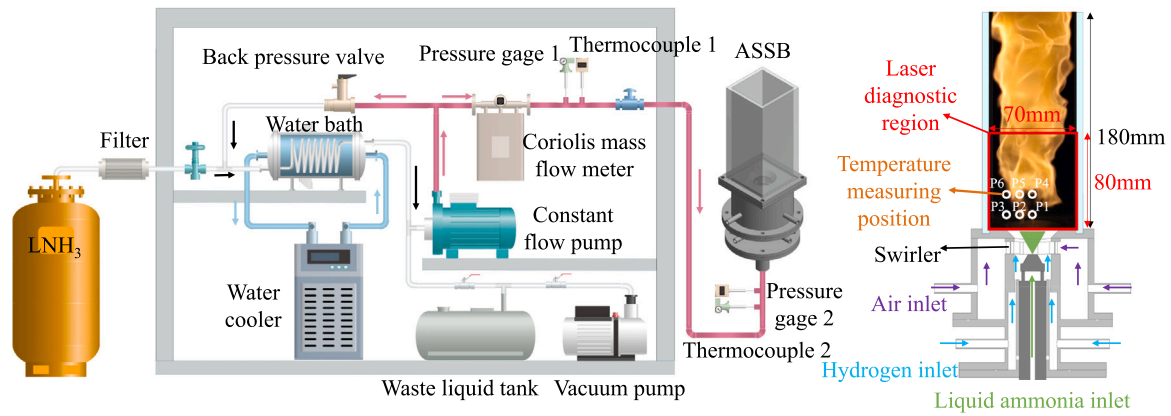 Back pressure valve
Pressure gage 1
Thermocouple 1
ASSB
Filter
Water bath
Coriolis mass
flow meter
LNH3
Constant
flow pump
Water
cooler
Pressure
gage 2
Thermocouple 2
Waste liquid tank
Vacuum pump
Laser
diagnostic
region
70mm
180mm
80mm
Temperature
measuring
position
P6 P5 P4
P3 P2 P1
Swirler
Air inlet
Hydrogen inlet
Liquid ammonia inlet